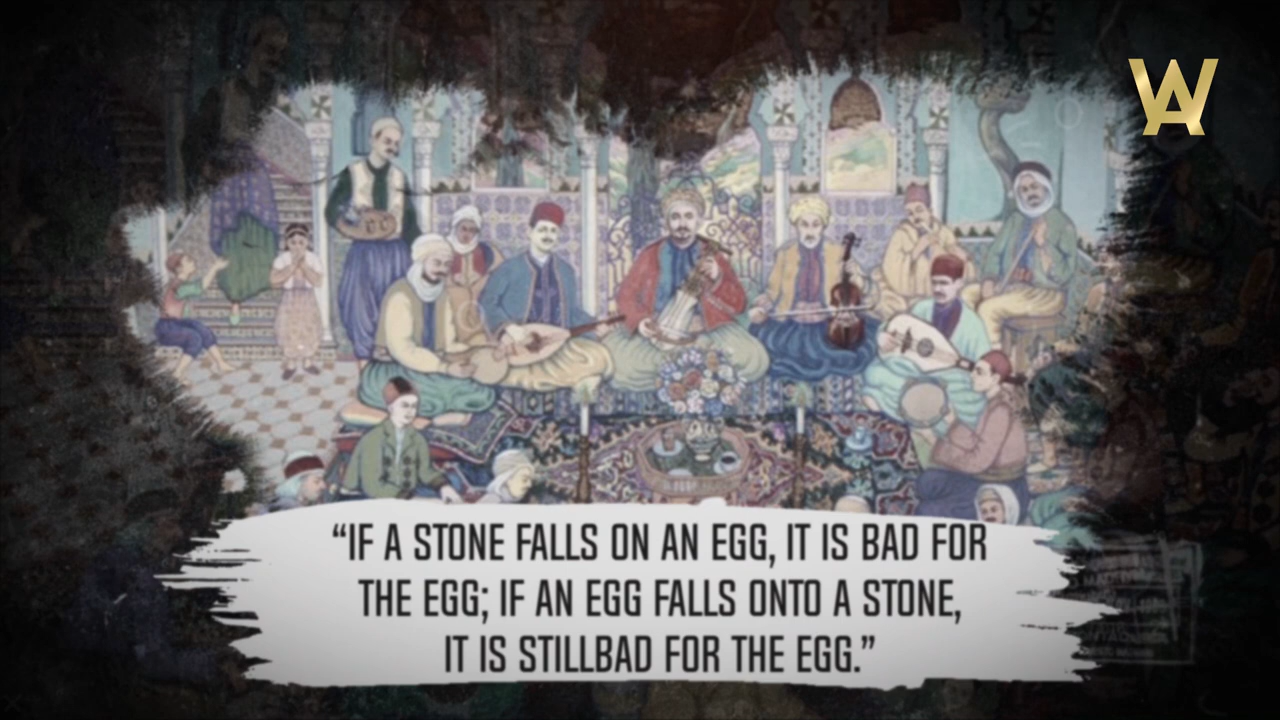 WA
“IF A STONE FALLS ON AN EGG, IT IS BAD FOR
THE EGG; IF AN EGG FALLS ONTO A STONE,
IT IS STILLBAD FOR THE EGG.”